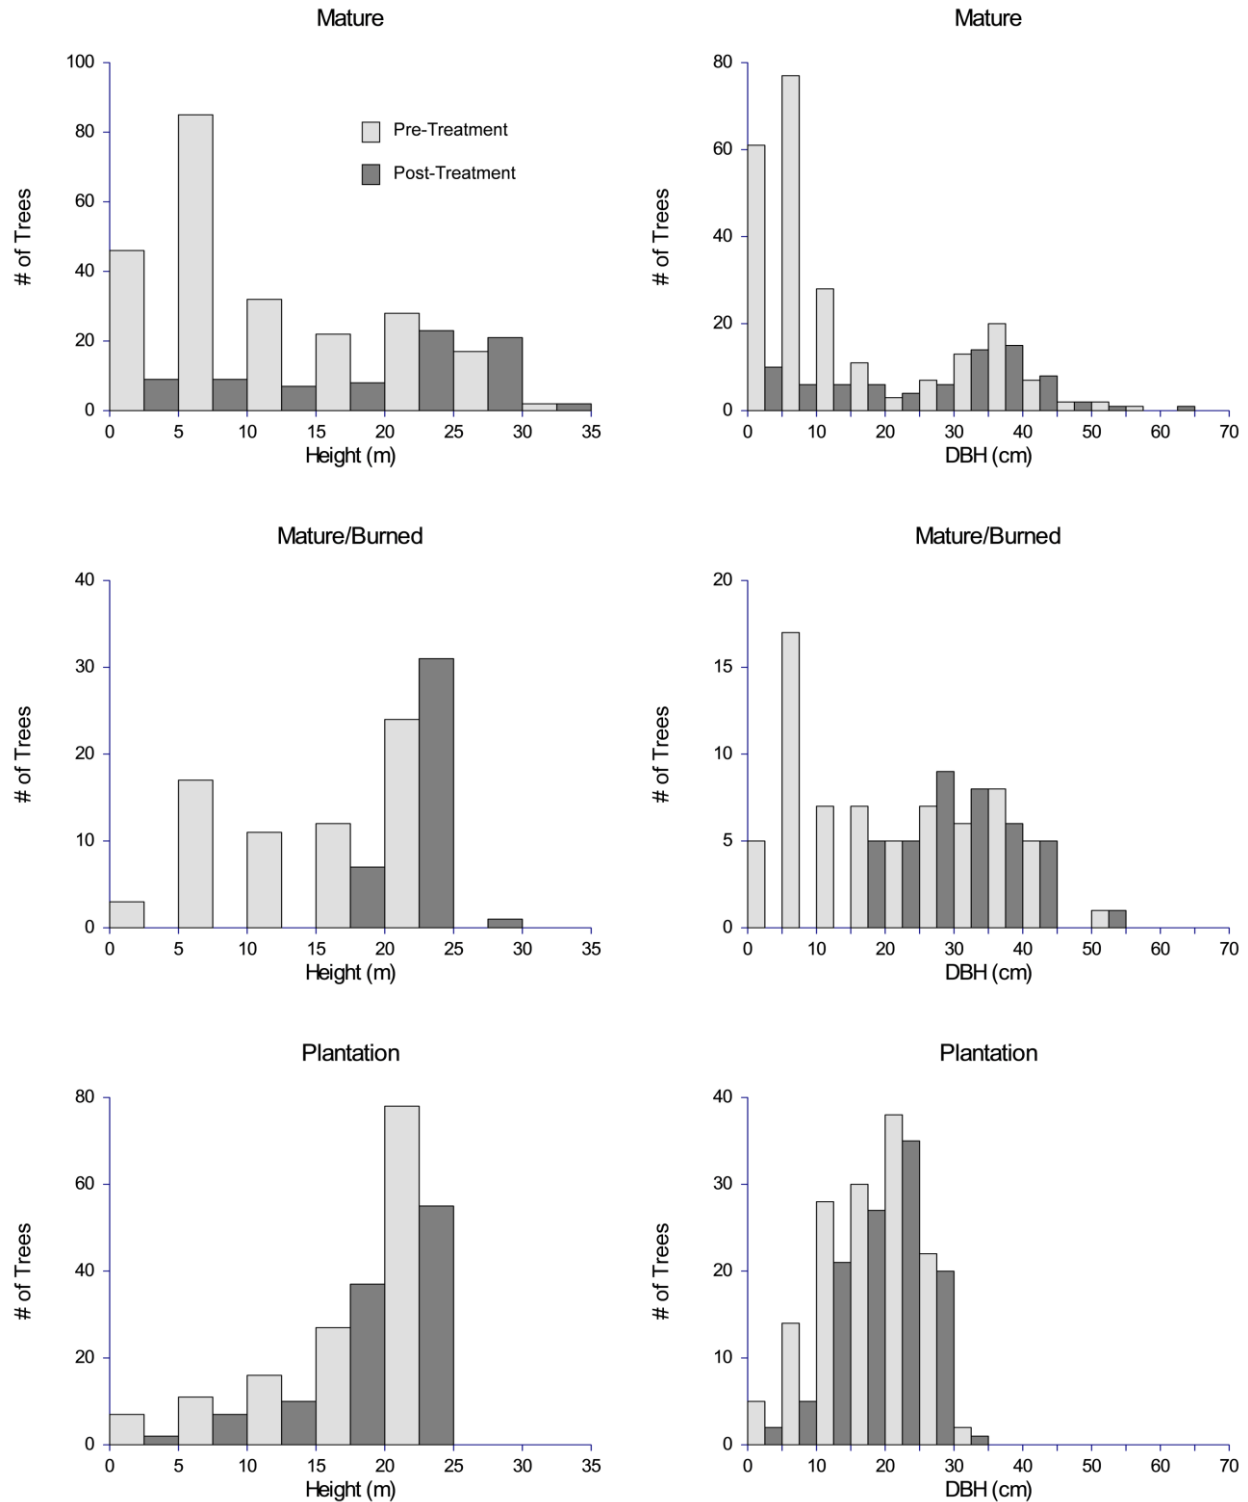 Mature
100
80
60
40
20
0
# of Trees
Pre-Treatment
Post-Treatment
0 5 10 15 20 25 30 35
Height (m)
Mature
80
60
40
20
0
# of Trees
0 10 20 30 40 50 60 70
DBH (cm)
Mature/Burned
40
30
20
10
0
# of Trees
0 5 10 15 20 25 30 35
Height (m)
Mature/Burned
20
15
10
5
0
# of Trees
0 10 20 30 40 50 60 70
DBH (cm)
Plantation
80
60
40
20
0
# of Trees
0 5 10 15 20 25 30 35
Height (m)
Plantation
40
30
20
10
0
# of Trees
0 10 20 30 40 50 60 70
DBH (cm)